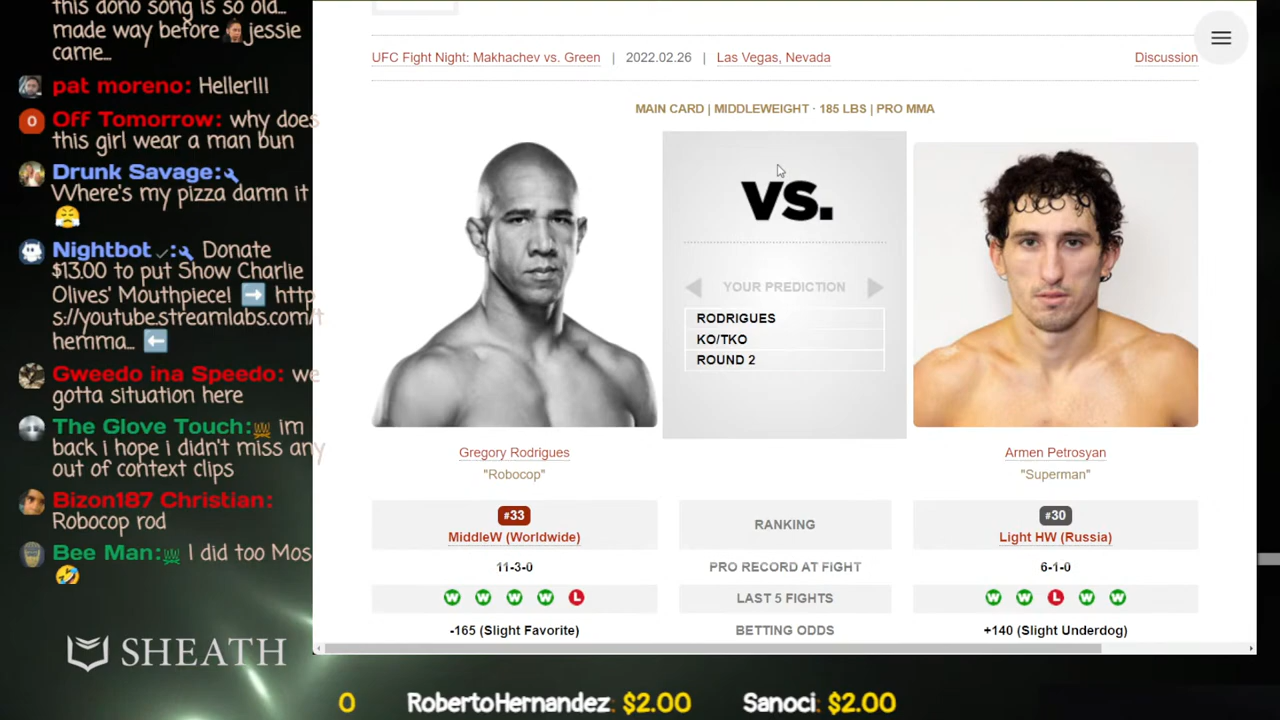 this dono song is so old...
made way before jessie
came...
pat moreno: Heller!!!
O Off Tomorrow: why does
this girl wear a man bun
Drunk Savage:
Where's my pizza damn it
Nightbot : Donate
$13.00 to put Show Charlie
Olives' Mouthpiece! http
s://youtube.streamlabs.com/t
hemma...
Gweedo ina Speedo: we
gotta situation here
The Glove Touch: im
back i hope i didn't miss any
out of context clips
Bizon187 Christian:
Robocop rod
Bee Man: I did too Mos
SHEATH
UFC Fight Night: Makhachev vs. Green | 2022.02.26 | Las Vegas, Nevada Discussion
MAIN CARD | MIDDLEWEIGHT · 185 LBS | PRO MMA
VS.
YOUR PREDICTION
RODRIGUES
KO/TKO
ROUND 2
Gregory Rodrigues Armen Petrosyan
"Robocop" "Superman"
#33 RANKING #30
MiddleW (Worldwide) Light HW (Russia)
11-3-0 PRO RECORD AT FIGHT 6-1-0
W W W W L LAST 5 FIGHTS W W L W W
-165 (Slight Favorite) BETTING ODDS +140 (Slight Underdog)
0 RobertoHernandez: $2.00 Sanoci: $2.00